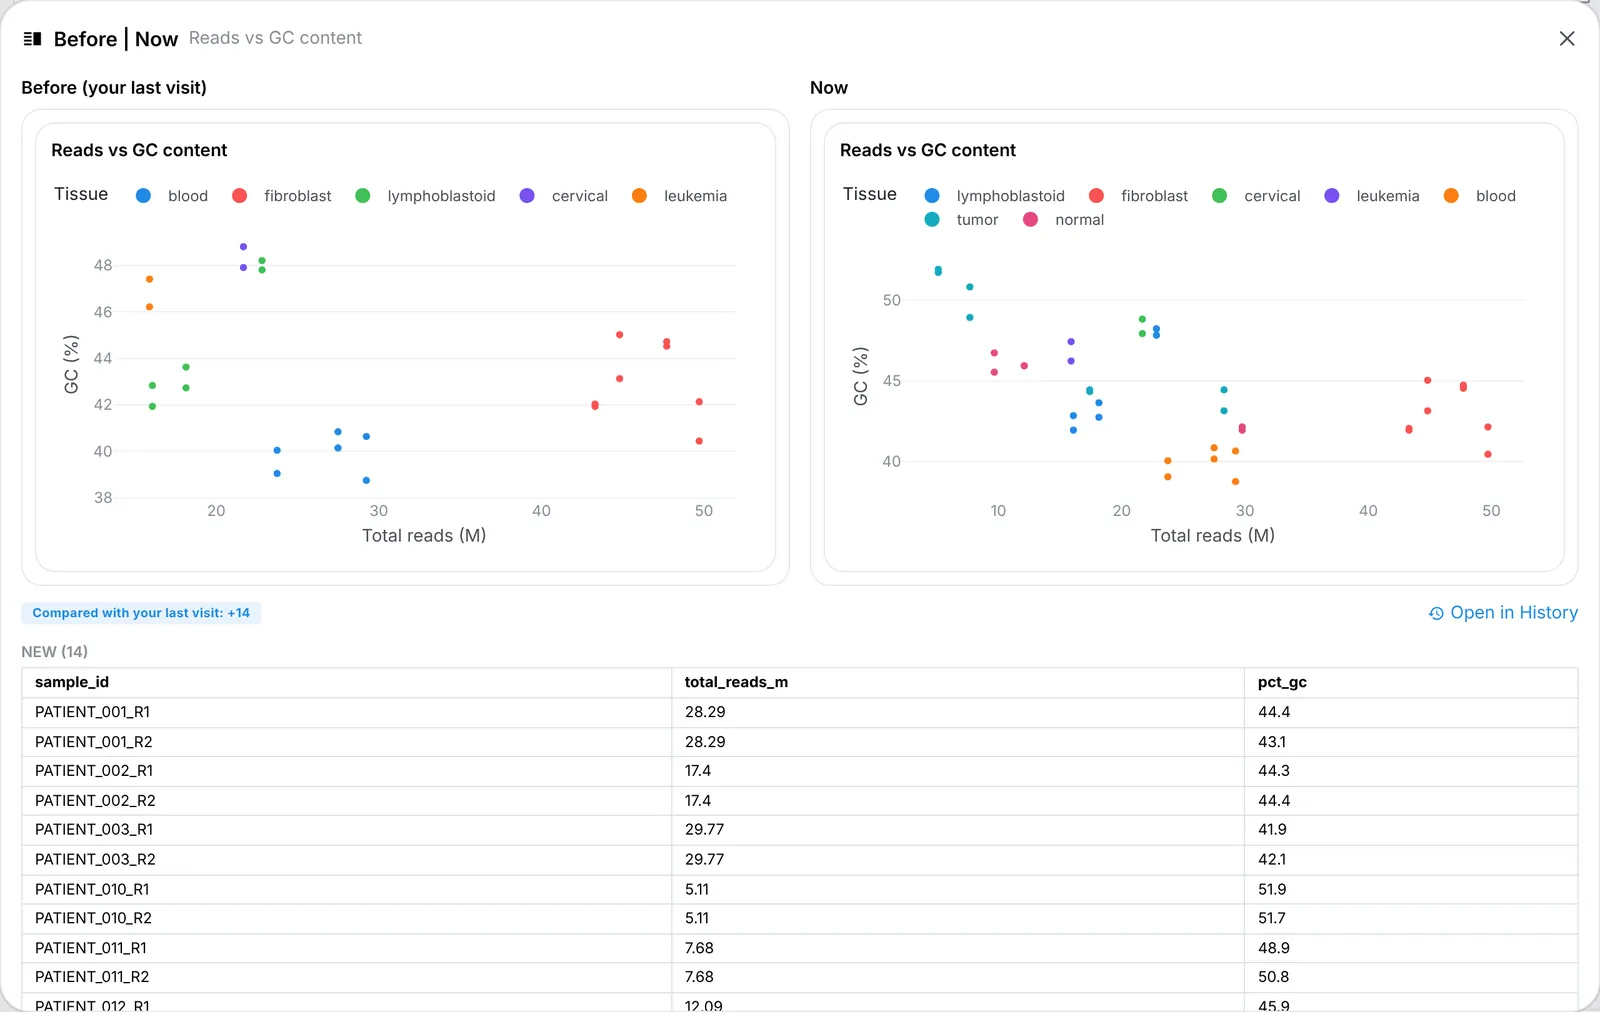 Before | Now Reads vs GC content
Before (your last visit)
Reads vs GC content
Tissue blood fibroblast lymphoblastoid cervical leukemia
48
46
44
42
40
38
GC (%)
20 30 40 50
Total reads (M)
Now
Reads vs GC content
Tissue lymphoblastoid fibroblast cervical leukemia blood
tumor normal
50
45
40
GC (%)
10 20 30 40 50
Total reads (M)
Compared with your last visit: +14
Open in History
NEW (14)
sample_id total_reads_m pct_gc
PATIENT_001_R1 28.29 44.4
PATIENT_001_R2 28.29 43.1
PATIENT_002_R1 17.4 44.3
PATIENT_002_R2 17.4 44.4
PATIENT_003_R1 29.77 41.9
PATIENT_003_R2 29.77 42.1
PATIENT_010_R1 5.11 51.9
PATIENT_010_R2 5.11 51.7
PATIENT_011_R1 7.68 48.9
PATIENT_011_R2 7.68 50.8
PATIENT_012_R1 12.09 45.9